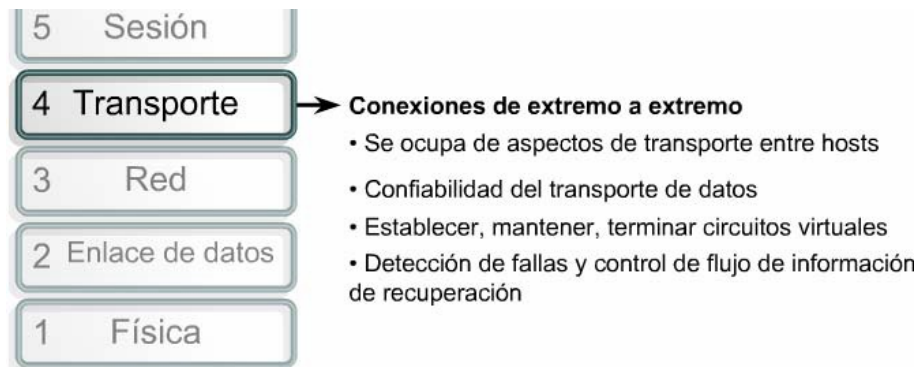 5 Sesión
4 Transporte
Conexiones de extremo a extremo
• Se ocupa de aspectos de transporte entre hosts
• Confiabilidad del transporte de datos
• Establecer, mantener, terminar circuitos virtuales
• Detección de fallas y control de flujo de información
de recuperación
3 Red
2 Enlace de datos
1 Física